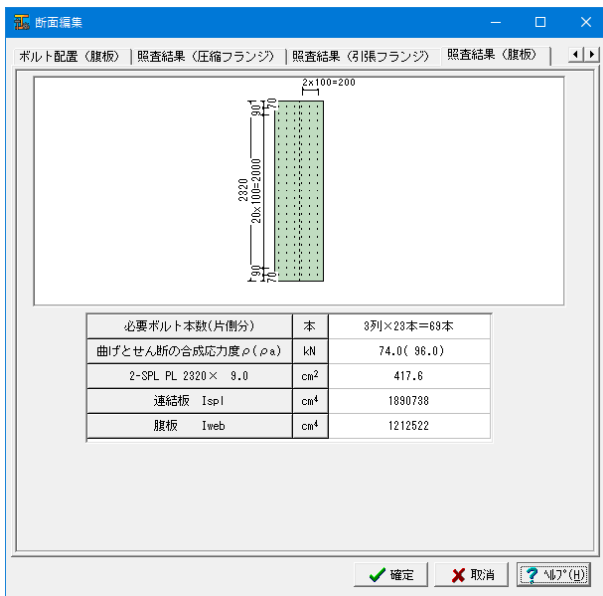 断面編集
ボルト配置（腹板） 照査結果（圧縮フランジ） 照査結果（引張フランジ） 照査結果（腹板）
2×100=200
70
90
2320
20×100=2000
90
70
必要ボルト本数(片側分) 本 3列×23本＝69本
曲げとせん断の合成応力度ρ(ρa) kN 74.0( 96.0)
2-SPL PL 2320× 9.0 cm² 417.6
連結板 Ispl cm⁴ 1890738
腹板 Iweb cm⁴ 1212522
確定 取消 ヘルプ(H)